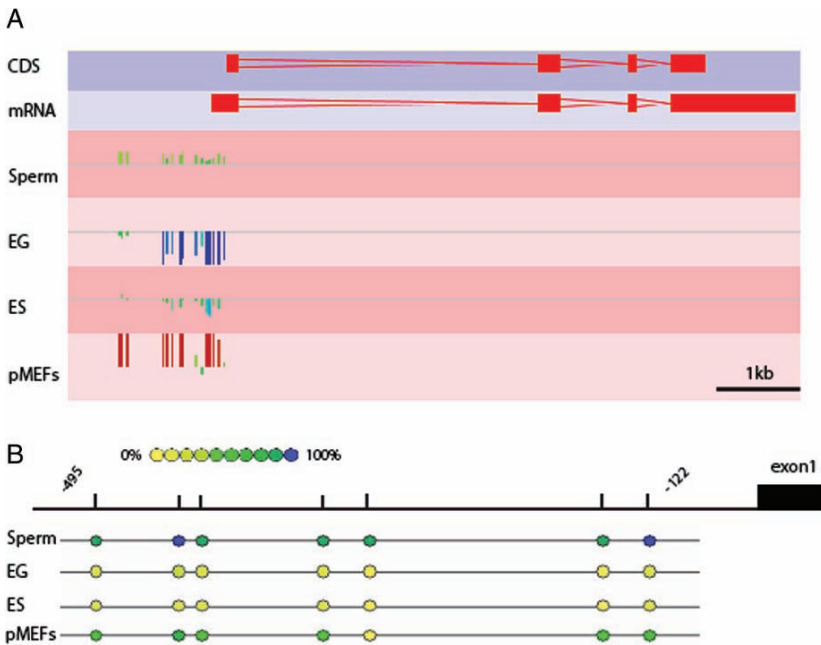 A
CDS
mRNA
Sperm
EG
ES
pMEFs
1kb
B
0% 100%
-495 -122 exon1
Sperm
EG
ES
pMEFs